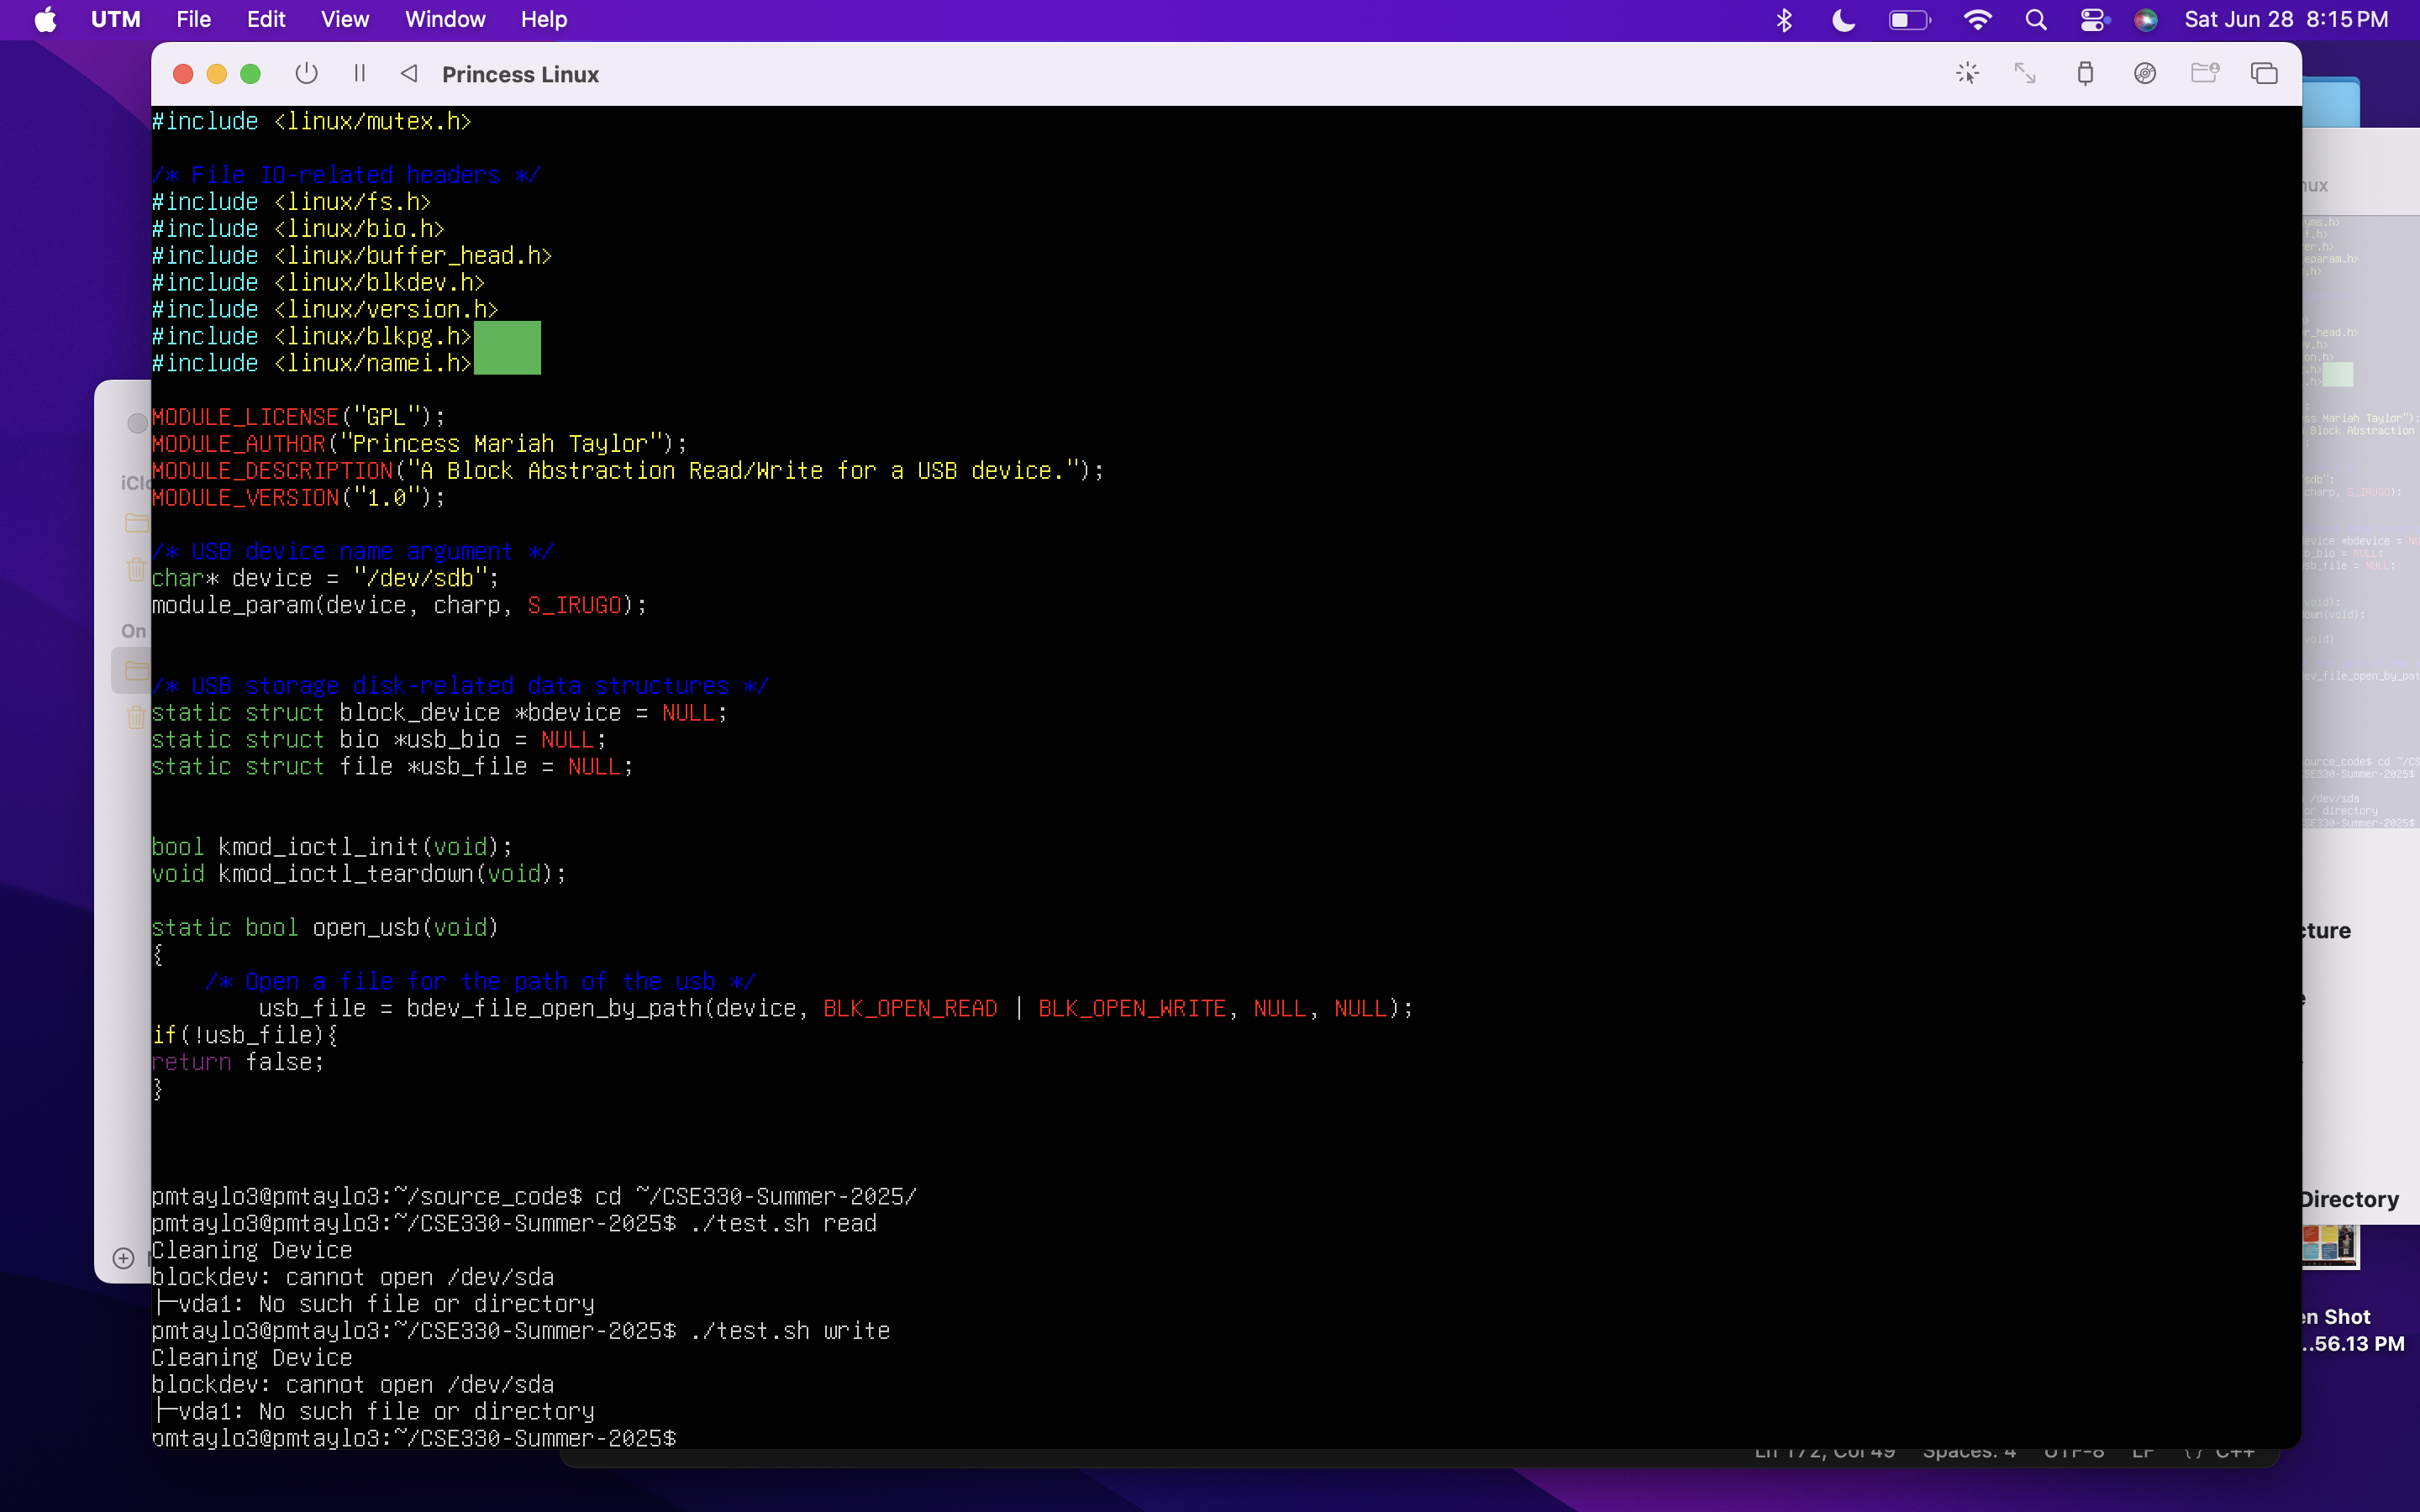 UTM File Edit View Window Help Sat Jun 28 8:15 PM
Princess Linux
#include <linux/mutex.h>
/* File IO-related headers */
#include <linux/fs.h>
#include <linux/bio.h>
#include <linux/buffer_head.h>
#include <linux/blkdev.h>
#include <linux/version.h>
#include <linux/blkpg.h>
#include <linux/namei.h>
MODULE_LICENSE("GPL");
MODULE_AUTHOR("Princess Mariah Taylor");
MODULE_DESCRIPTION("A Block Abstraction Read/Write for a USB device.");
MODULE_VERSION("1.0");
/* USB device name argument */
char* device = "/dev/sdb";
module_param(device, charp, S_IRUGO);
/* USB storage disk-related data structures */
static struct block_device *bdevice = NULL;
static struct bio *usb_bio = NULL;
static struct file *usb_file = NULL;
bool kmod_ioctl_init(void);
void kmod_ioctl_teardown(void);
static bool open_usb(void)
{
/* Open a file for the path of the usb */
usb_file = bdev_file_open_by_path(device, BLK_OPEN_READ | BLK_OPEN_WRITE, NULL, NULL);
if(!usb_file){
return false;
}
pmtaylo3@pmtaylo3:~/source_code$ cd ~/CSE330-Summer-2025/
pmtaylo3@pmtaylo3:~/CSE330-Summer-2025$ ./test.sh read
Cleaning Device
blockdev: cannot open /dev/sda
├─vda1: No such file or directory
pmtaylo3@pmtaylo3:~/CSE330-Summer-2025$ ./test.sh write
Cleaning Device
blockdev: cannot open /dev/sda
├─vda1: No such file or directory
pmtaylo3@pmtaylo3:~/CSE330-Summer-2025$
iClo
On
nux
cture
Directory
en Shot
...56.13 PM
Ln 172, Col 49 Spaces: 4 UTF-8 LF {} C++